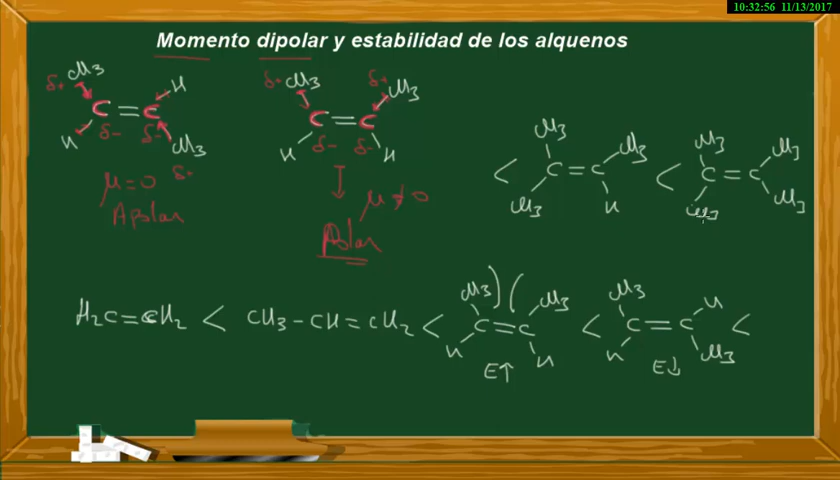 10:32:56 11/13/2017
Momento dipolar y estabilidad de los alquenos
δ+ CH3 H
C = C
H δ- δ- CH3
δ+
μ = 0
Apolar
δ+ CH3 δ+ CH3
C = C
H δ- δ- H
μ ≠ 0
Polar
CH3 CH3
< C = C
CH3 H
CH3 CH3
< C = C
CH3 CH3
H2C = CH2 < CH3 - CH = CH2 <
CH3 ) ( CH3
C = C
H H
E↑
CH3 H
< C = C <
H CH3
E↓